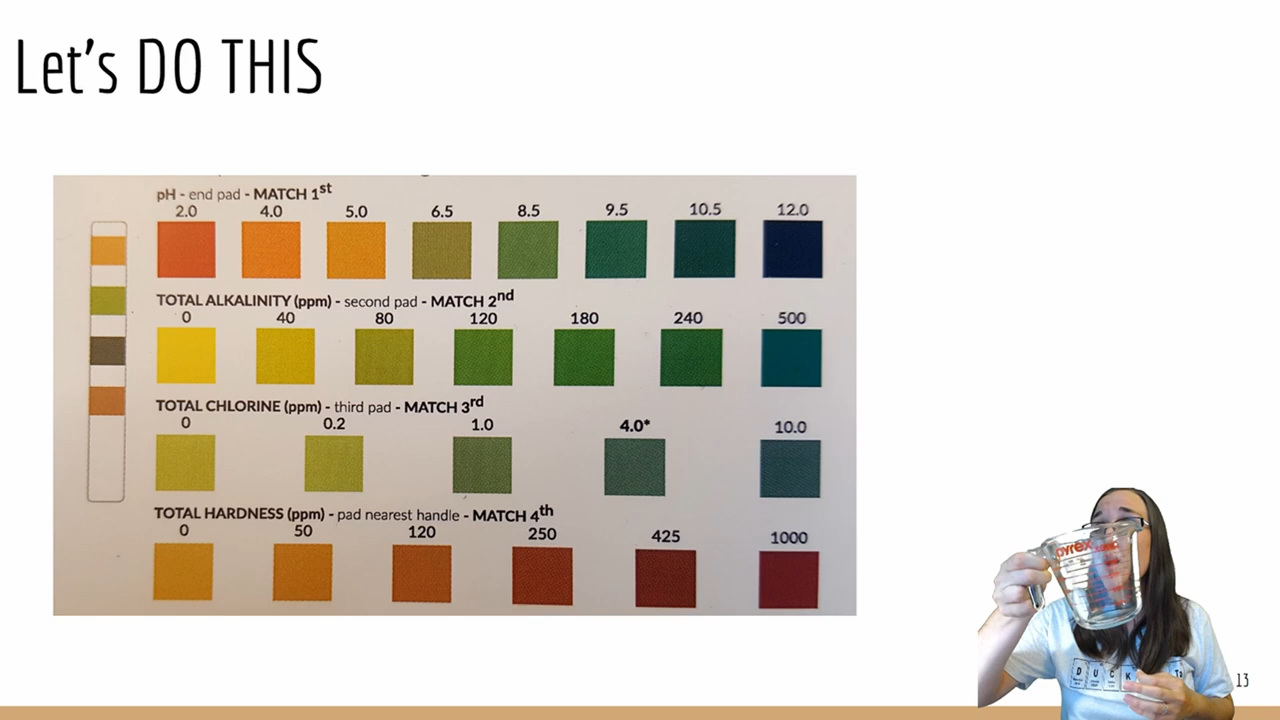 Let's DO THIS
pH - end pad - MATCH 1st
2.0 4.0 5.0 6.5 8.5 9.5 10.5 12.0
TOTAL ALKALINITY (ppm) - second pad - MATCH 2nd
0 40 80 120 180 240 500
TOTAL CHLORINE (ppm) - third pad - MATCH 3rd
0 0.2 1.0 4.0* 10.0
TOTAL HARDNESS (ppm) - pad nearest handle - MATCH 4th
0 50 120 250 425 1000
pyrex
D U C K
13